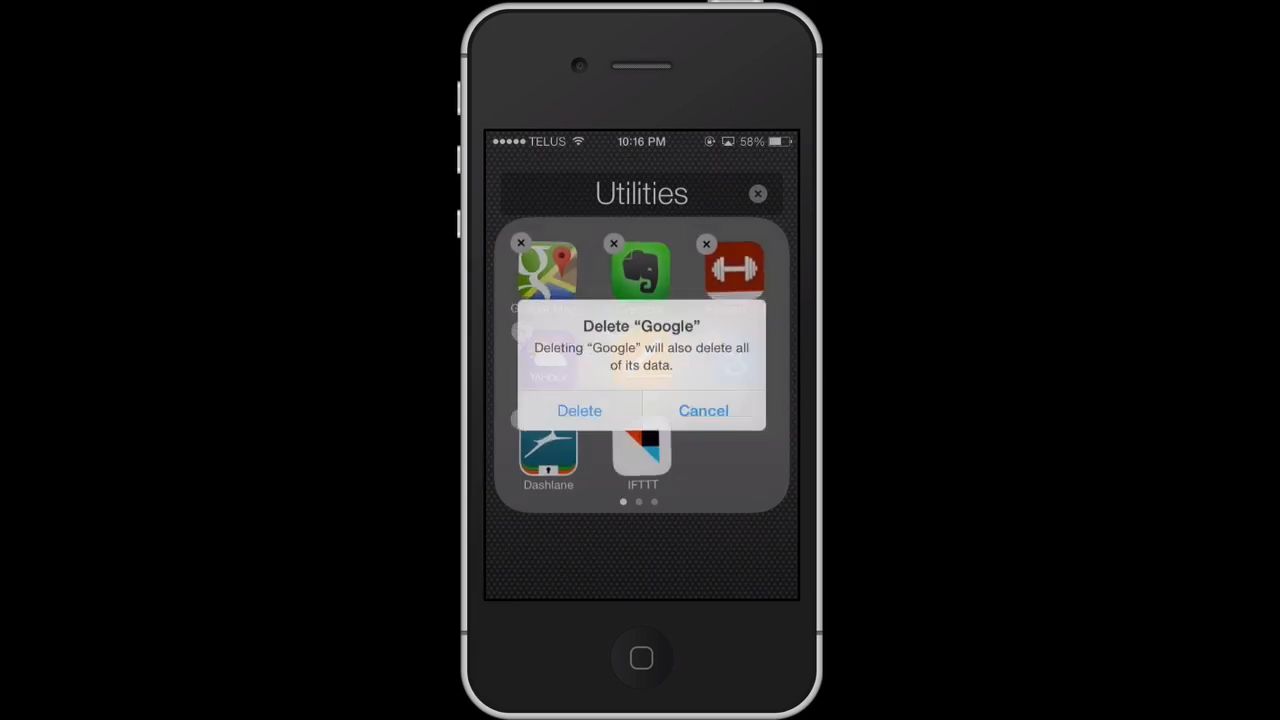 TELUS 10:16 PM 58%
Utilities
Delete “Google”
Deleting “Google” will also delete all
of its data.
YAHOO!
Delete Cancel
Dashlane IFTTT